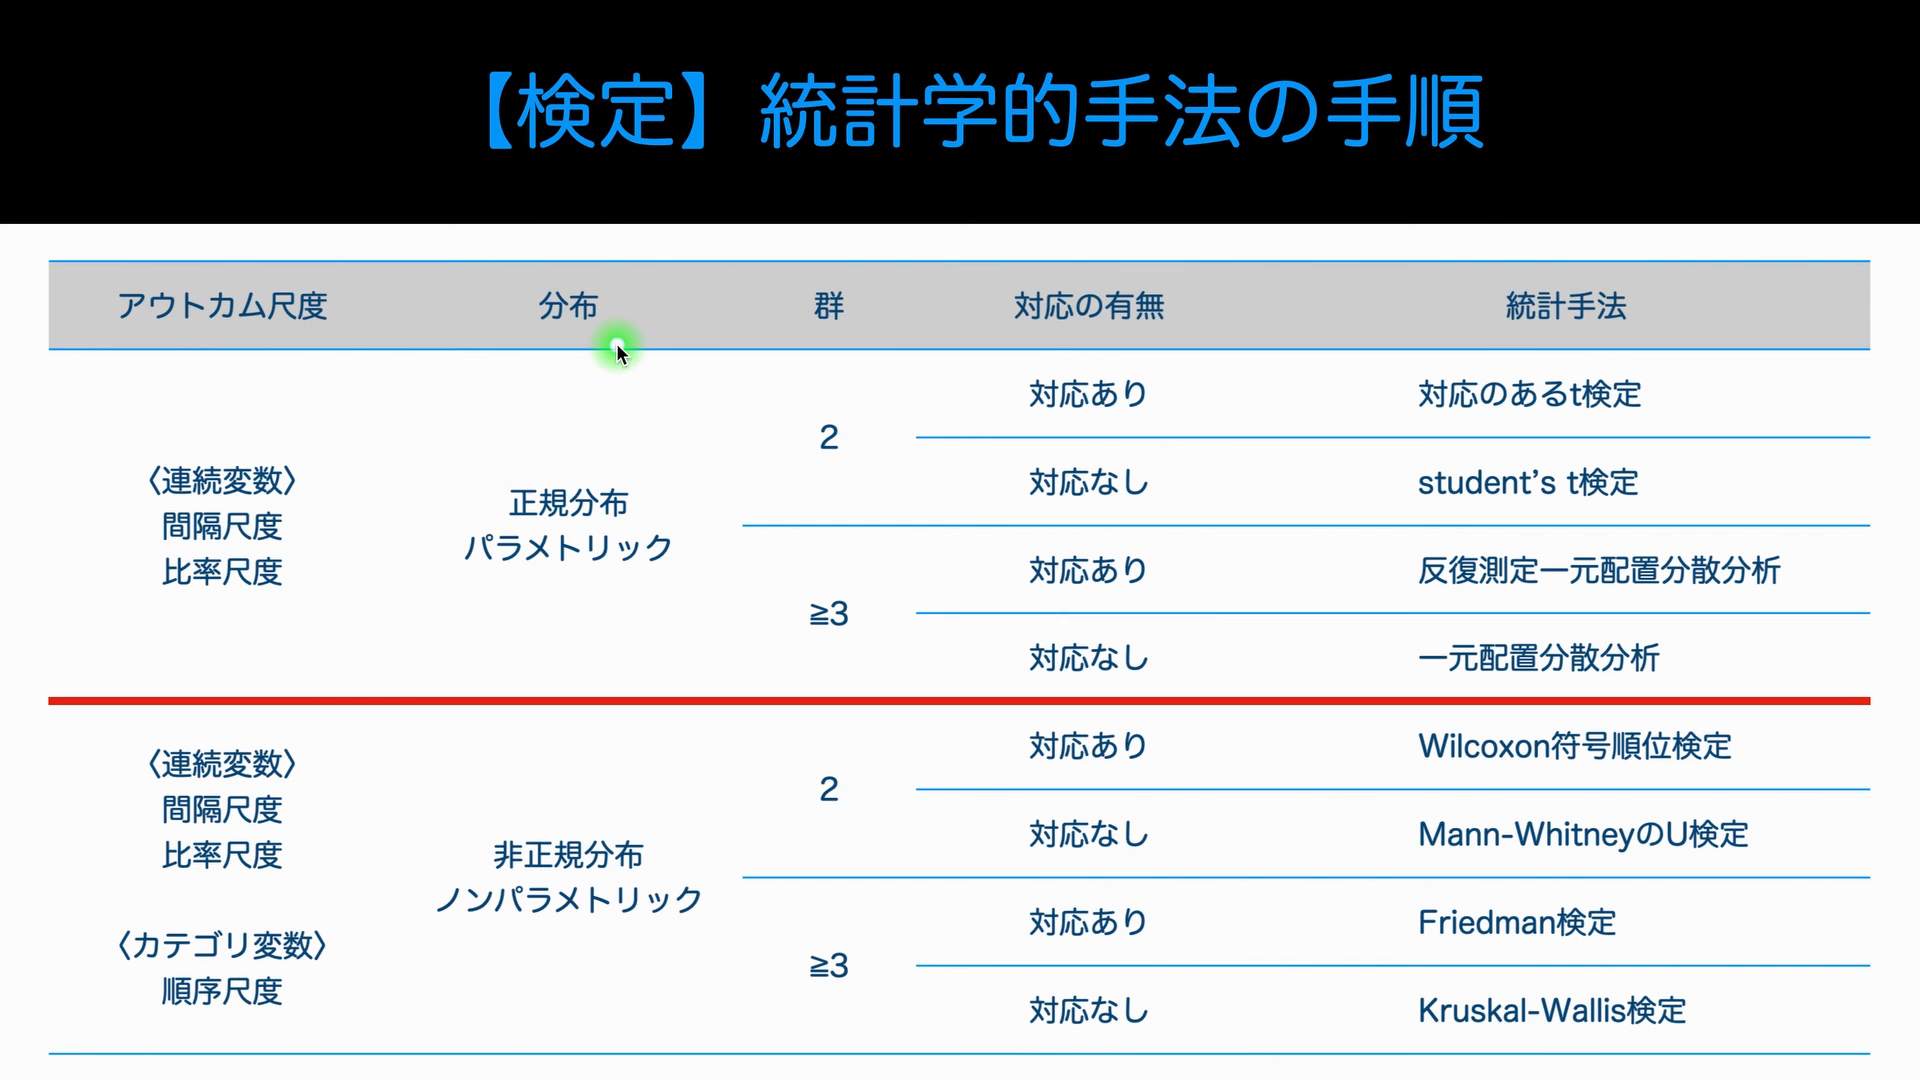 【検定】統計学的手法の手順
アウトカム尺度 分布 群 対応の有無 統計手法
〈連続変数〉
間隔尺度
比率尺度
正規分布
パラメトリック
2
対応あり 対応のあるt検定
対応なし student’s t検定
≧3
対応あり 反復測定一元配置分散分析
対応なし 一元配置分散分析
〈連続変数〉
間隔尺度
比率尺度
〈カテゴリ変数〉
順序尺度
非正規分布
ノンパラメトリック
2
対応あり Wilcoxon符号順位検定
対応なし Mann-WhitneyのU検定
≧3
対応あり Friedman検定
対応なし Kruskal-Wallis検定